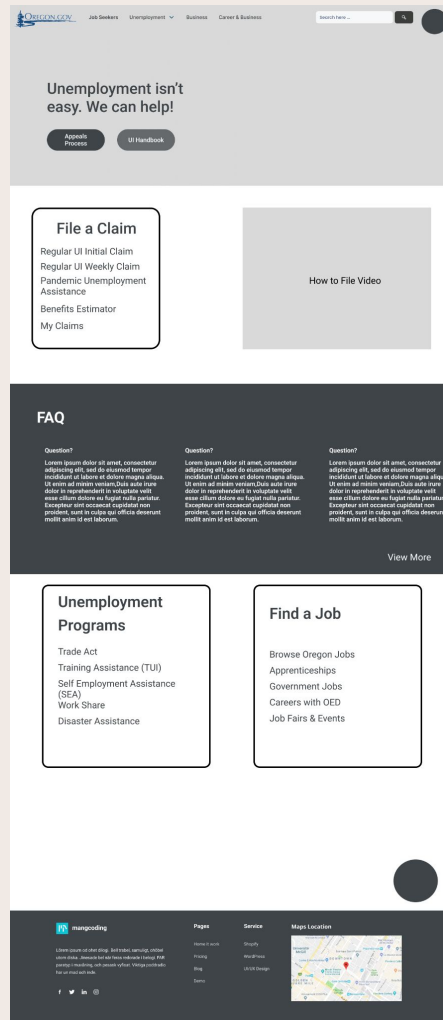 OREGON.GOV
Job Seekers Unemployment Business Career & Business
Search here ...
Unemployment isn't
easy. We can help!
Appeals
Process
UI Handbook
File a Claim
Regular UI Initial Claim
Regular UI Weekly Claim
Pandemic Unemployment
Assistance
Benefits Estimator
My Claims
How to File Video
FAQ
Question?
Lorem ipsum dolor sit amet, consectetur
adipiscing elit, sed do eiusmod tempor
incididunt ut labore et dolore magna aliqua.
Ut enim ad minim veniam,Duis aute irure
dolor in reprehenderit in voluptate velit
esse cillum dolore eu fugiat nulla pariatur.
Excepteur sint occaecat cupidatat non
proident, sunt in culpa qui officia deserunt
mollit anim id est laborum.
Question?
Lorem ipsum dolor sit amet, consectetur
adipiscing elit, sed do eiusmod tempor
incididunt ut labore et dolore magna aliqua.
Ut enim ad minim veniam,Duis aute irure
dolor in reprehenderit in voluptate velit
esse cillum dolore eu fugiat nulla pariatur.
Excepteur sint occaecat cupidatat non
proident, sunt in culpa qui officia deserunt
mollit anim id est laborum.
Question?
Lorem ipsum dolor sit amet, consectetur
adipiscing elit, sed do eiusmod tempor
incididunt ut labore et dolore magna aliqu
Ut enim ad minim veniam,Duis aute irure
dolor in reprehenderit in voluptate velit
esse cillum dolore eu fugiat nulla pariatur
Excepteur sint occaecat cupidatat non
proident, sunt in culpa qui officia deserun
mollit anim id est laborum.
View More
Unemployment
Programs
Trade Act
Training Assistance (TUI)
Self Employment Assistance
(SEA)
Work Share
Disaster Assistance
Find a Job
Browse Oregon Jobs
Apprenticeships
Government Jobs
Careers with OED
Job Fairs & Events
mangcoding
Pages
Home it work
Pricing
Blog
Demo
Service
Shopify
WordPress
UI/UX Design
Maps Location